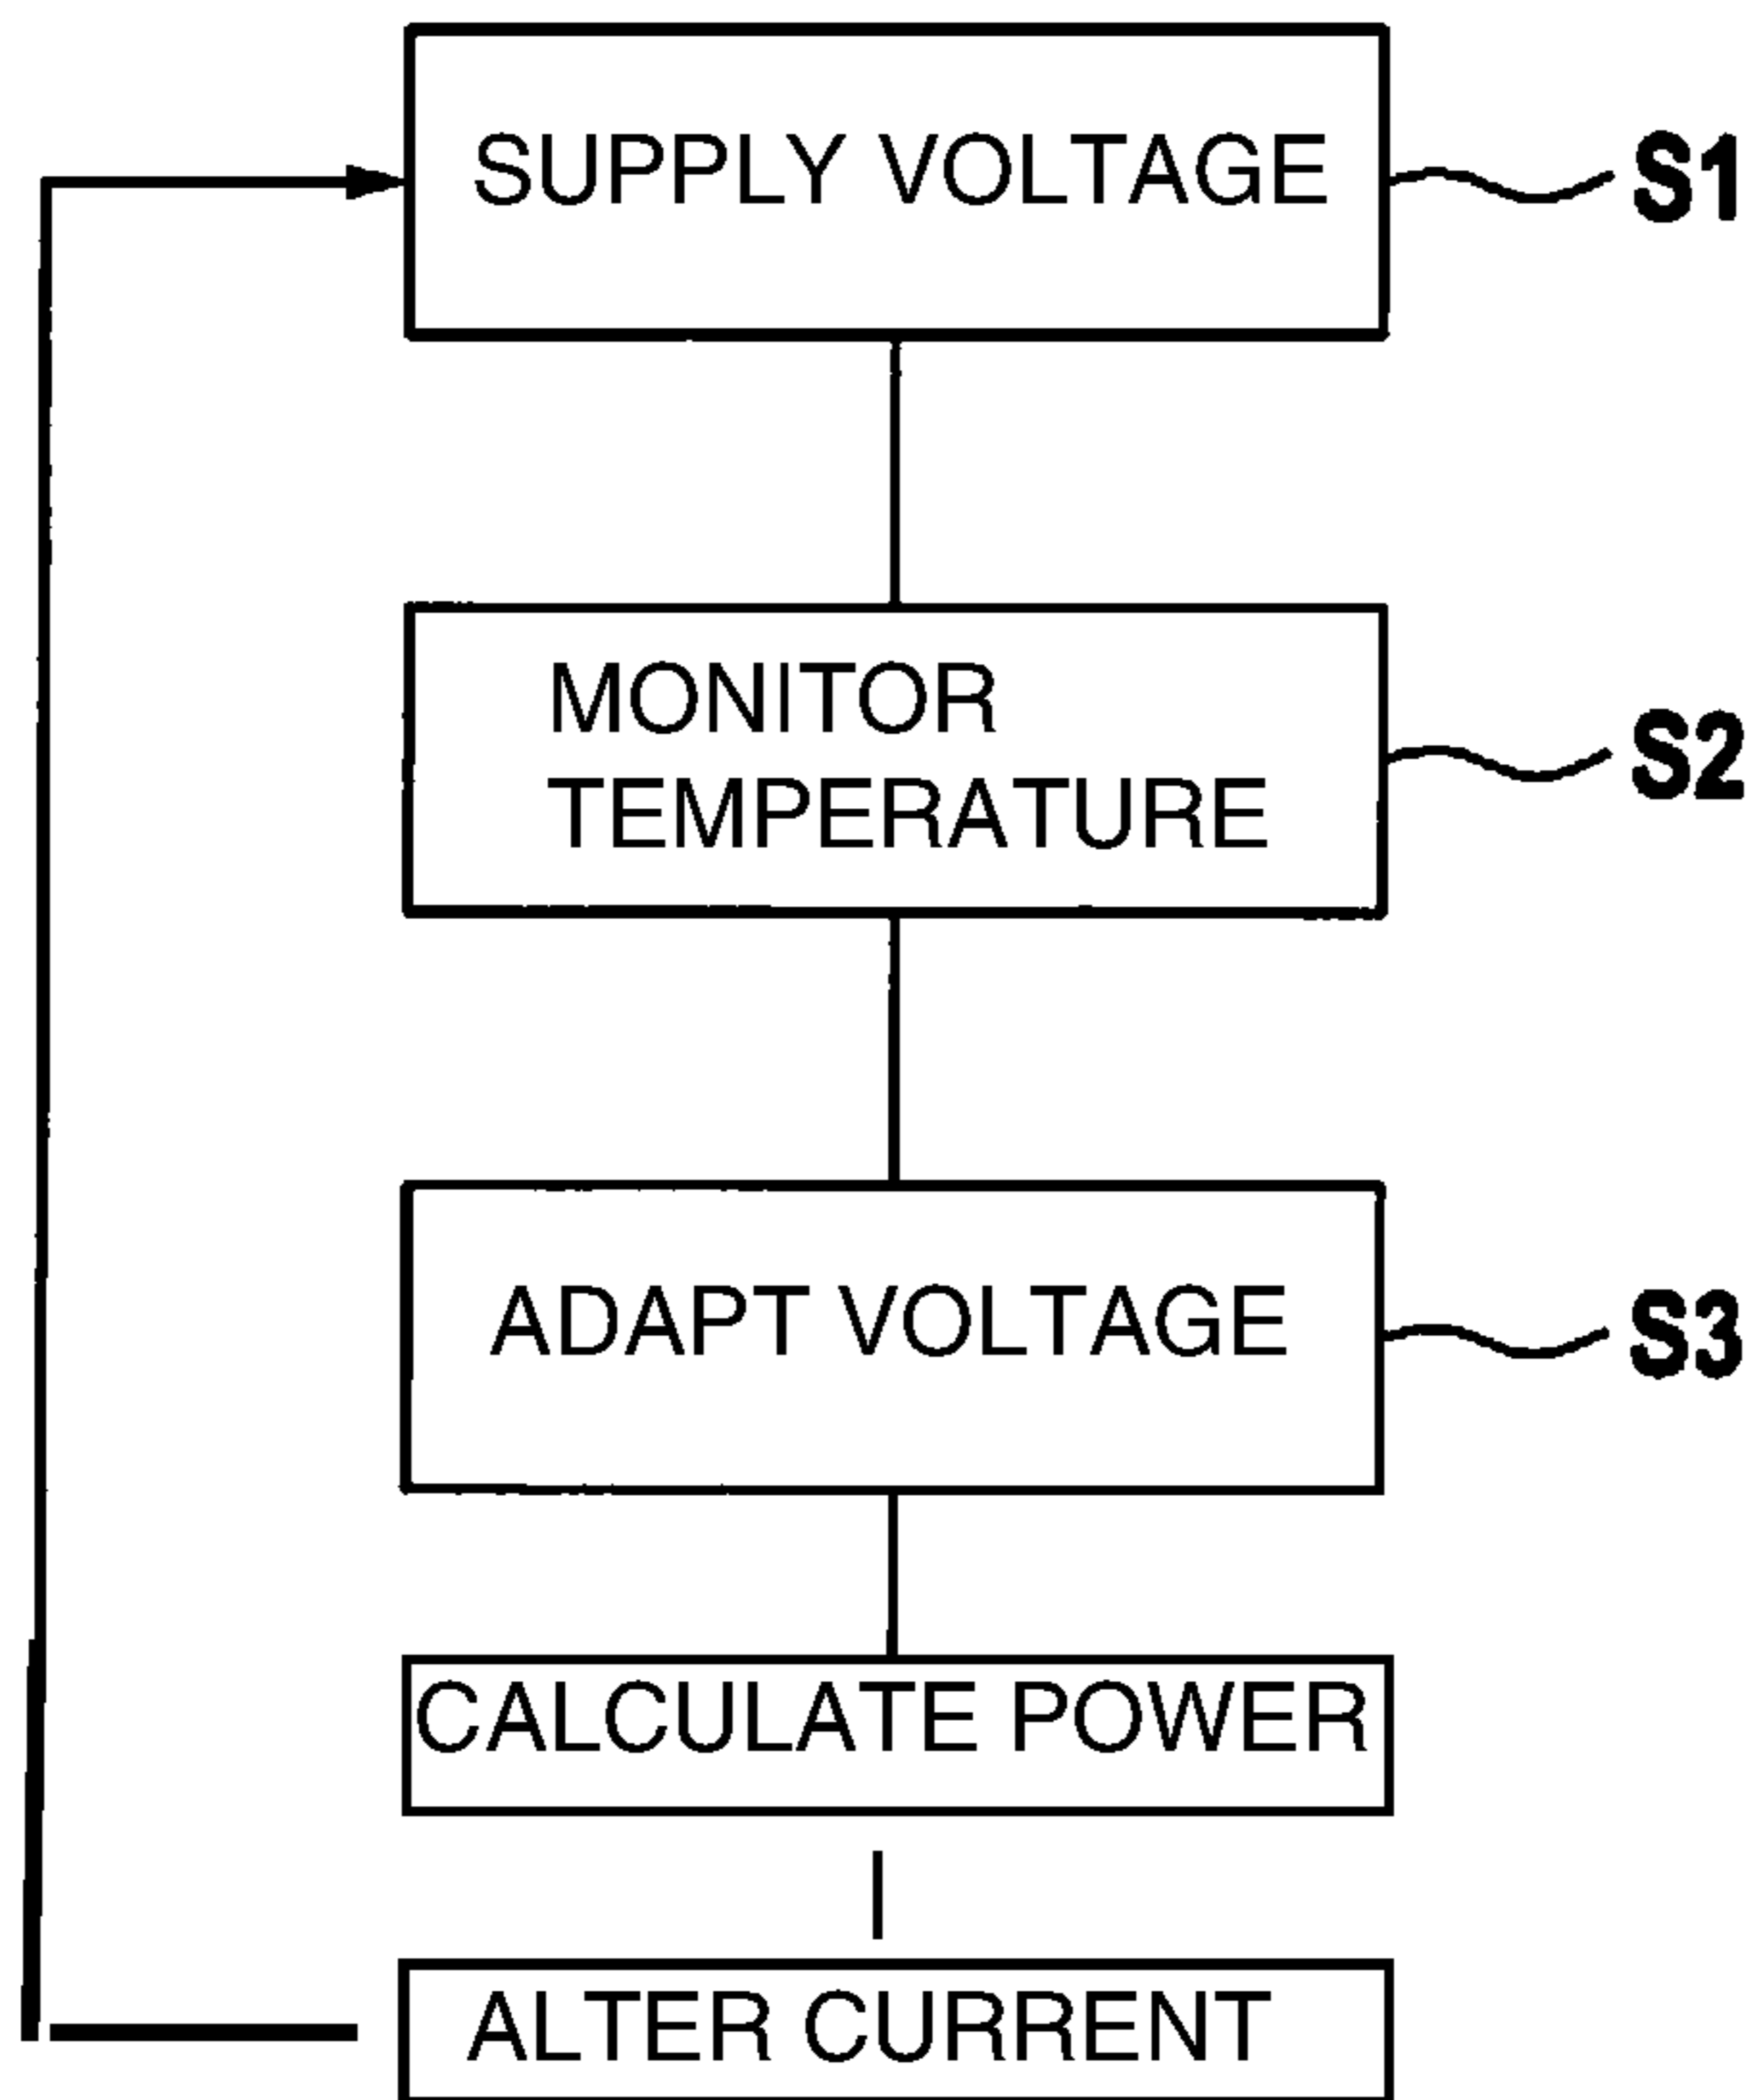 SUPPLY VOLTAGE
S1
MONITOR
TEMPERATURE
S2
ADAPT VOLTAGE
S3
CALCULATE POWER
ALTER CURRENT